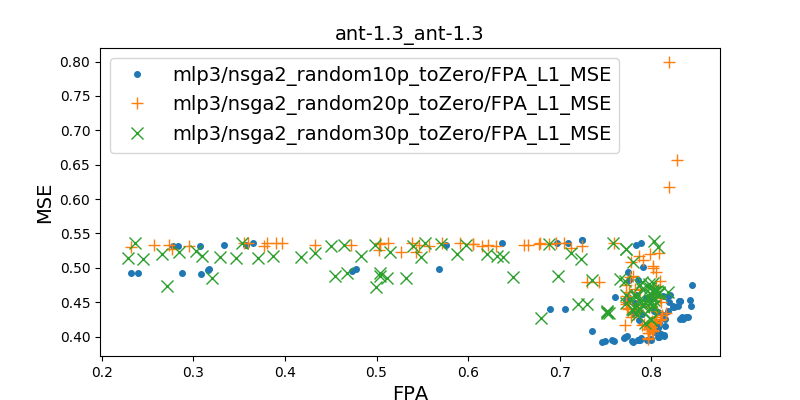 ant-1.3_ant-1.3
mlp3/nsga2_random10p_toZero/FPA_L1_MSE
mlp3/nsga2_random20p_toZero/FPA_L1_MSE
mlp3/nsga2_random30p_toZero/FPA_L1_MSE
MSE
0.80
0.75
0.70
0.65
0.60
0.55
0.50
0.45
0.40
0.2 0.3 0.4 0.5 0.6 0.7 0.8
FPA